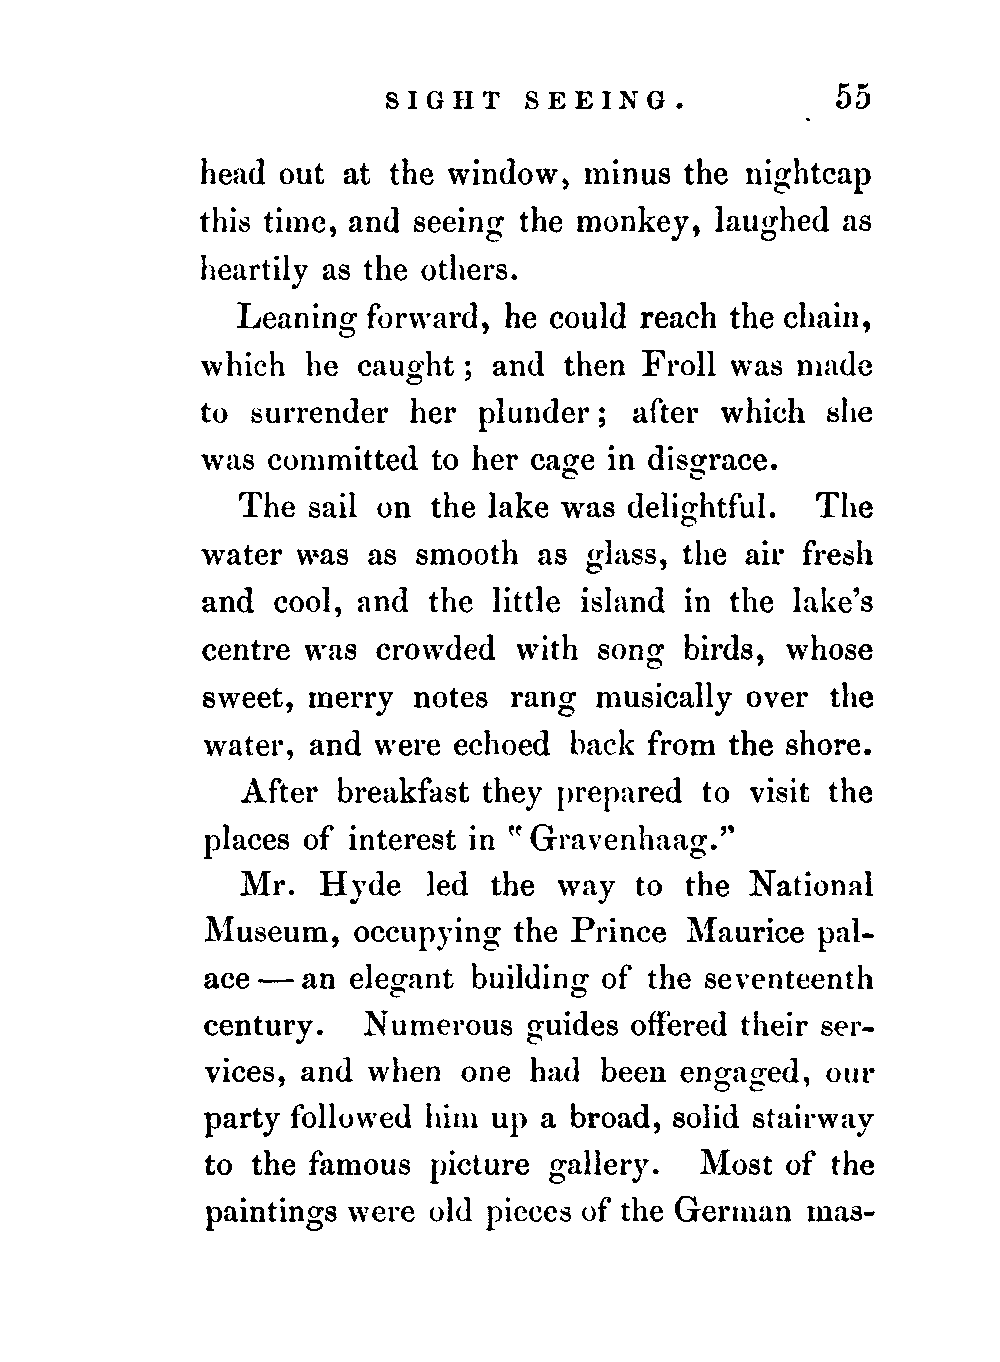 SIGHT SEEING. 55
head out at the window, minus the nightcap
this time, and seeing the monkey, laughed as
heartily as the others.
Leaning forward, he could reach the chain,
which he caught; and then Froll was made
to surrender her plunder; after which she
was committed to her cage in disgrace.
The sail on the lake was delightful. The
water was as smooth as glass, the air fresh
and cool, and the little island in the lake's
centre was crowded with song birds, whose
sweet, merry notes rang musically over the
water, and were echoed back from the shore.
After breakfast they prepared to visit the
places of interest in "Gravenhaag."
Mr. Hyde led the way to the National
Museum, occupying the Prince Maurice pal-
ace — an elegant building of the seventeenth
century. Numerous guides offered their ser-
vices, and when one had been engaged, our
party followed him up a broad, solid stairway
to the famous picture gallery. Most of the
paintings were old pieces of the German mas-